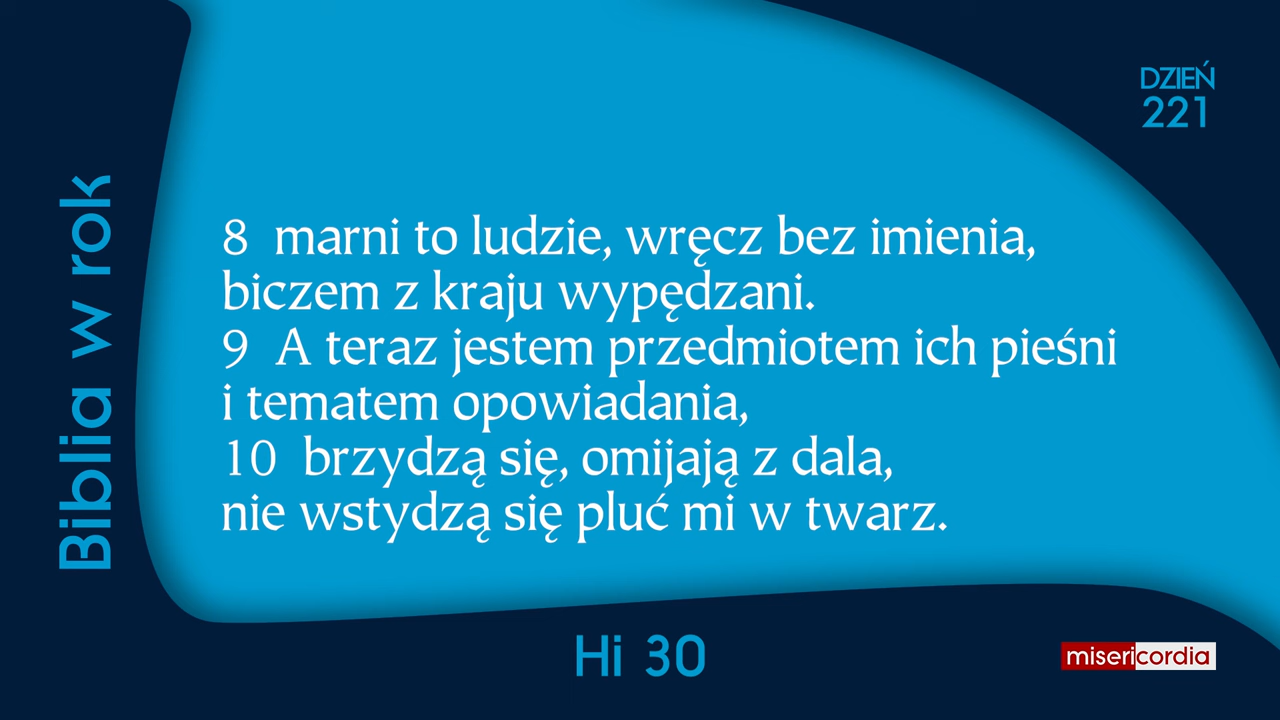 DZIEŃ
221
Biblia w rok
8 marni to ludzie, wręcz bez imienia,
biczem z kraju wypędzani.
9 A teraz jestem przedmiotem ich pieśni
i tematem opowiadania,
10 brzydzą się, omijają z dala,
nie wstydzą się pluć mi w twarz.
Hi 30
misericordia